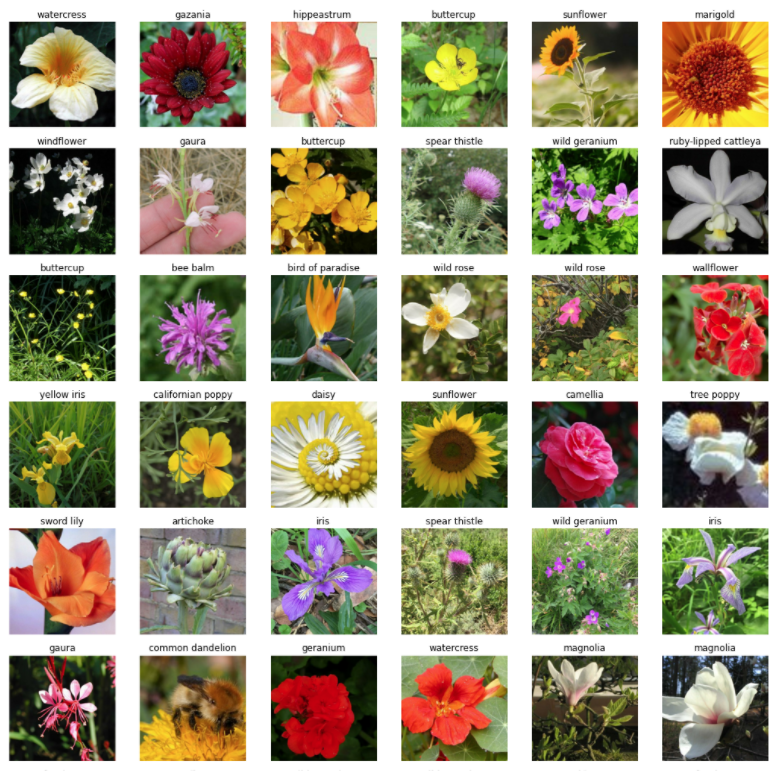 watercress gazania hippeastrum buttercup sunflower marigold
windflower gaura buttercup spear thistle wild geranium ruby-lipped cattleya
buttercup bee balm bird of paradise wild rose wild rose wallflower
yellow iris californian poppy daisy sunflower camellia tree poppy
sword lily artichoke iris spear thistle wild geranium iris
gaura common dandelion geranium watercress magnolia magnolia